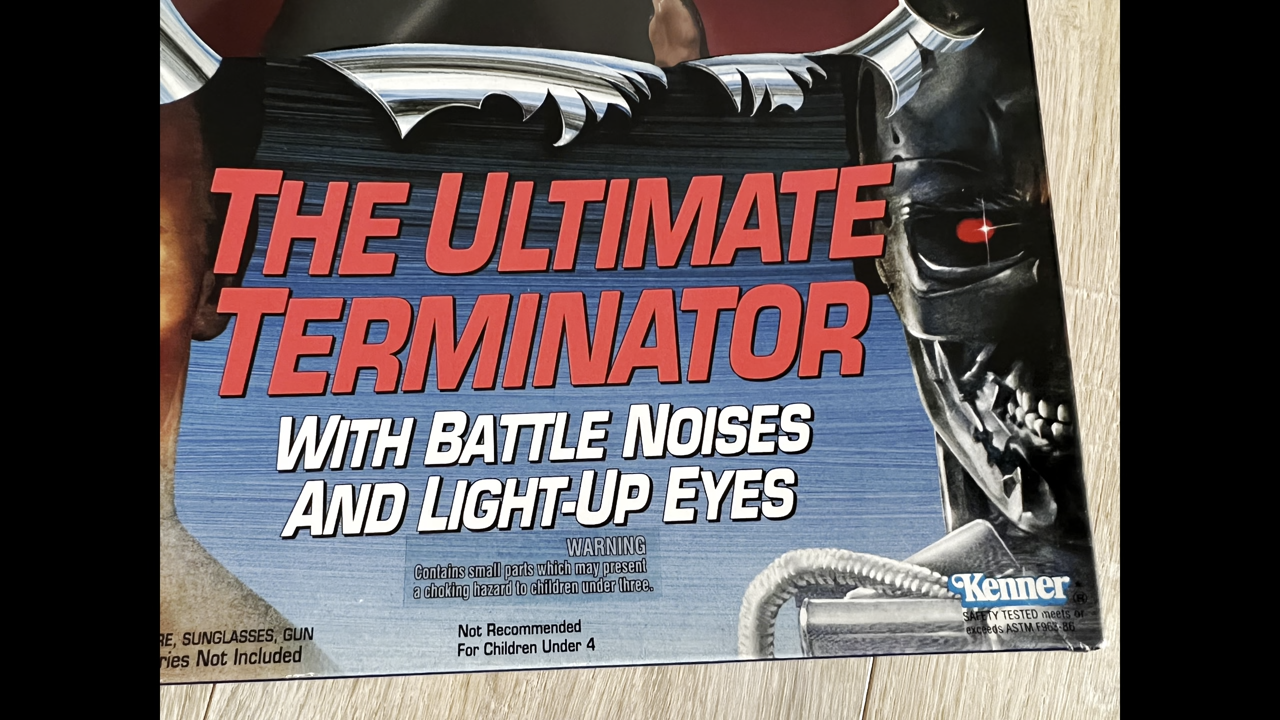 THE ULTIMATE
TERMINATOR
WITH BATTLE NOISES
AND LIGHT-UP EYES
WARNING
Contains small parts which may present
a choking hazard to children under three.
Kenner ®
SAFETY TESTED meets or
exceeds ASTM F963-86
RE, SUNGLASSES, GUN
ries Not Included
Not Recommended
For Children Under 4